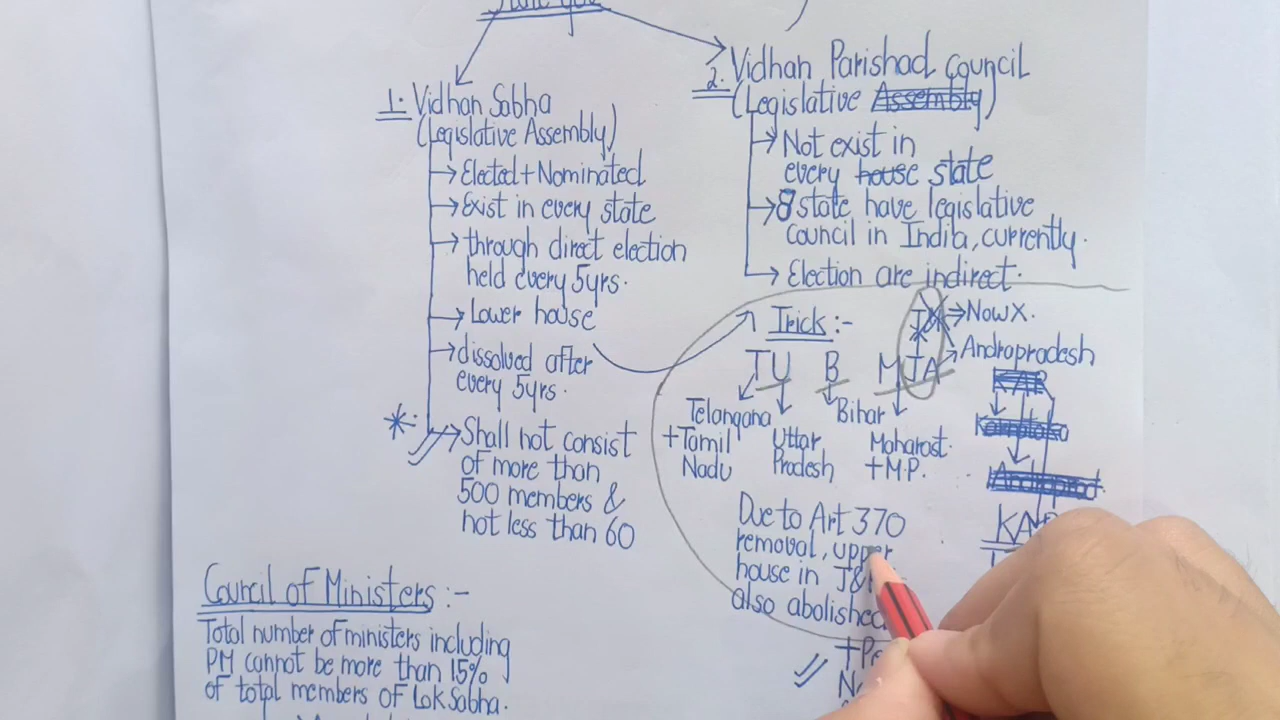 1. Vidhan Sabha
(Legislative Assembly)
→ Elected + Nominated
→ Exist in every state
→ through direct election
held every 5yrs.
→ Lower house
→ dissolved after
every 5yrs.
*
→ Shall not consist
of more than
500 members &
not less than 60
2. Vidhan Parishad Council
(Legislative Assembly)
→ Not exist in
every house state
→ 8 state have legislative
council in India, currently.
→ Election are indirect.
Trick :-
→ Now X.
TU B MJA
Andropradesh
Telangana
+Tamil
Nadu
Uttar
Pradesh
Bihar
Maharast.
+ M.P.
KAR
Karnataka
Due to Art 370
removal, upper
house in J&
also abolished
Council of Ministers :-
Total number of ministers including
PM cannot be more than 15%
of total members of Lok Sabha.